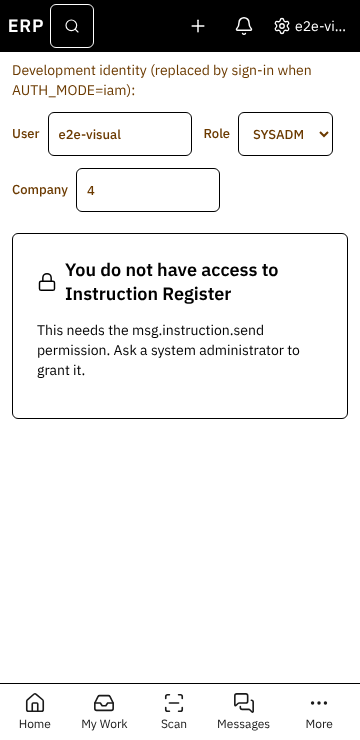 ERP
e2e-vi...
Development identity (replaced by sign-in when
AUTH_MODE=iam):
User e2e-visual Role SYSADM
Company 4
You do not have access to
Instruction Register
This needs the msg.instruction.send
permission. Ask a system administrator to
grant it.
Home My Work Scan Messages More